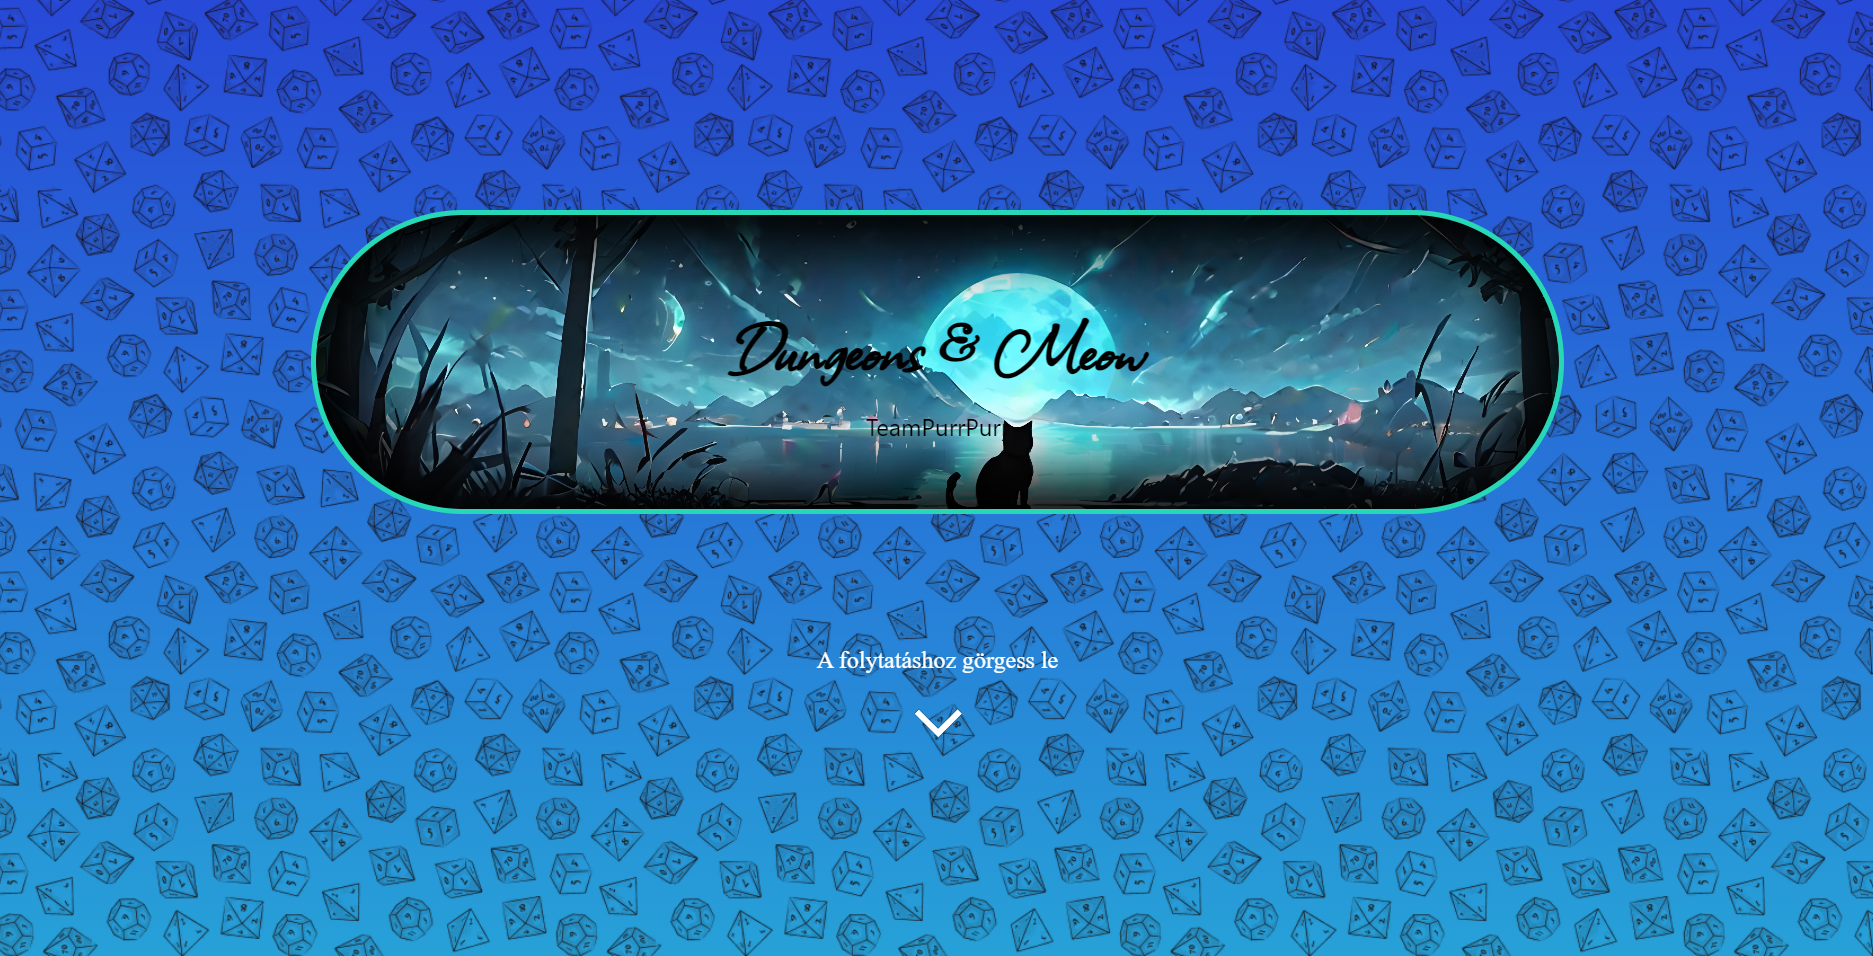 Dungeons & Meow
TeamPurrPur
A folytatáshoz görgess le